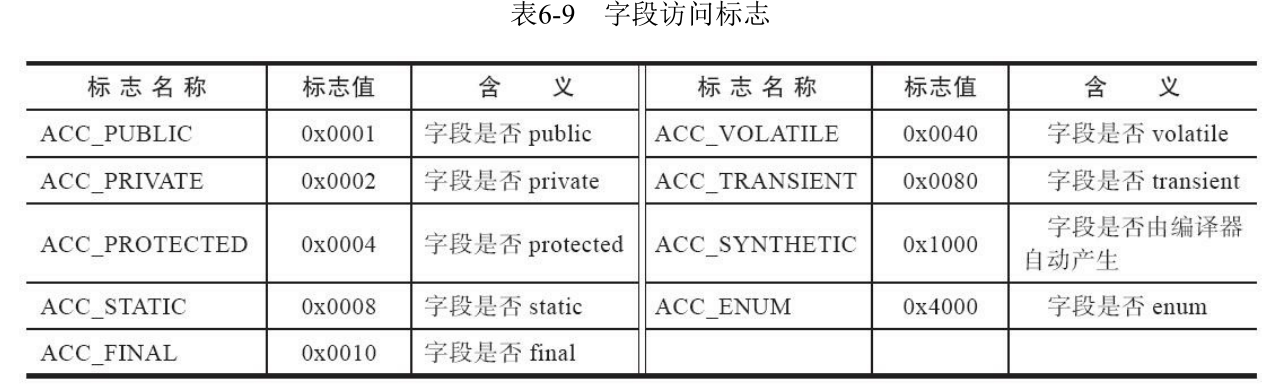 表6-9 字段访问标志
标志名称 标志值 含 义 标志名称 标志值 含 义
ACC_PUBLIC 0x0001 字段是否 public ACC_VOLATILE 0x0040 字段是否 volatile
ACC_PRIVATE 0x0002 字段是否 private ACC_TRANSIENT 0x0080 字段是否 transient
ACC_PROTECTED 0x0004 字段是否 protected ACC_SYNTHETIC 0x1000 字段是否由编译器
自动产生
ACC_STATIC 0x0008 字段是否 static ACC_ENUM 0x4000 字段是否 enum
ACC_FINAL 0x0010 字段是否 final